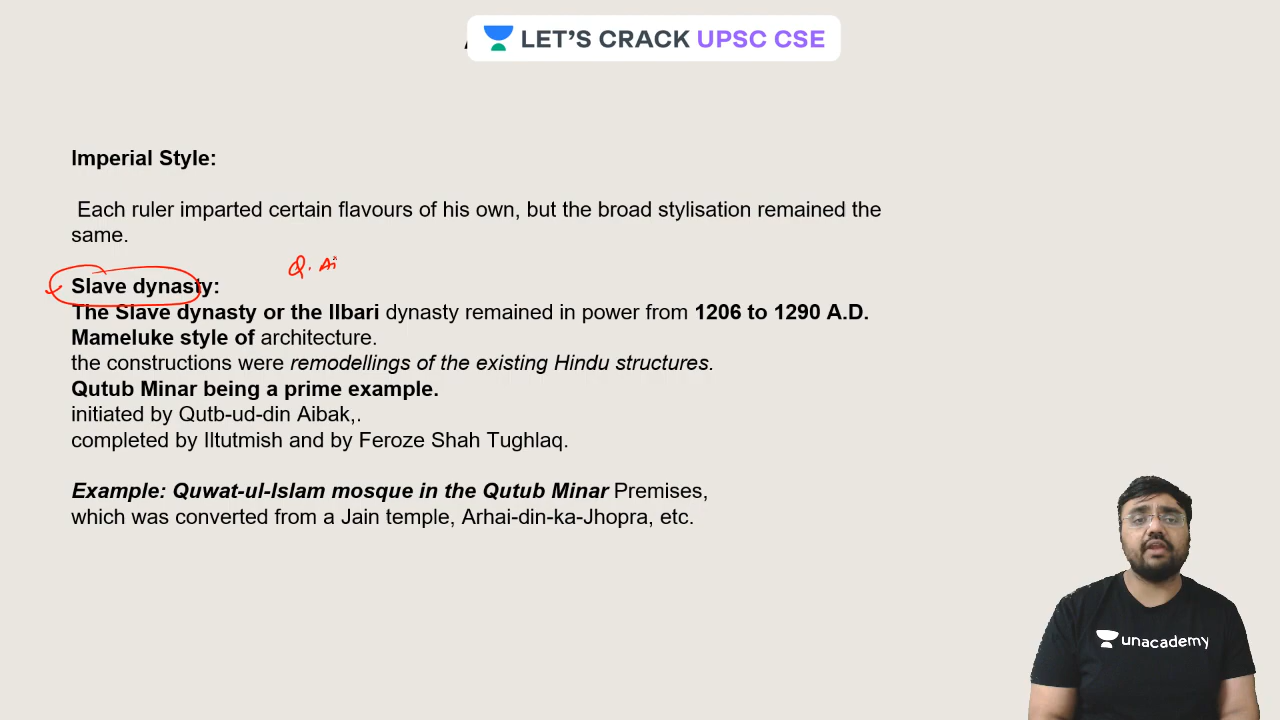 LET'S CRACK UPSC CSE
Imperial Style:
Each ruler imparted certain flavours of his own, but the broad stylisation remained the
same.
Q. Ai
Slave dynasty:
The Slave dynasty or the Ilbari dynasty remained in power from 1206 to 1290 A.D.
Mameluke style of architecture.
the constructions were remodellings of the existing Hindu structures.
Qutub Minar being a prime example.
initiated by Qutb-ud-din Aibak,.
completed by Iltutmish and by Feroze Shah Tughlaq.
Example: Quwat-ul-Islam mosque in the Qutub Minar Premises,
which was converted from a Jain temple, Arhai-din-ka-Jhopra, etc.
unacademy